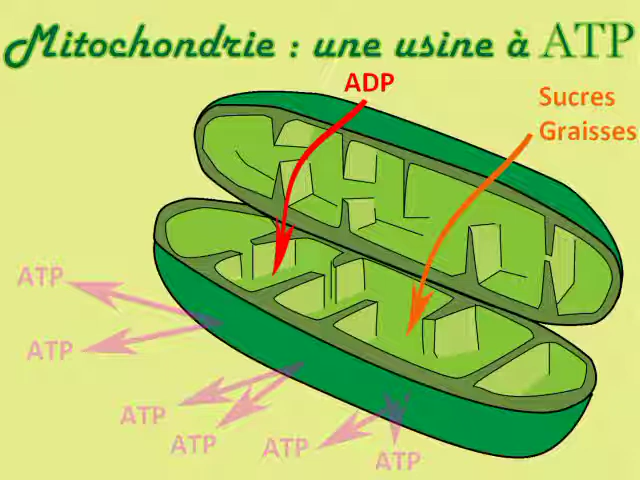 Mitochondrie : une usine à ATP
ADP
Sucres
Graisses
ATP
ATP
ATP
ATP
ATP
ATP